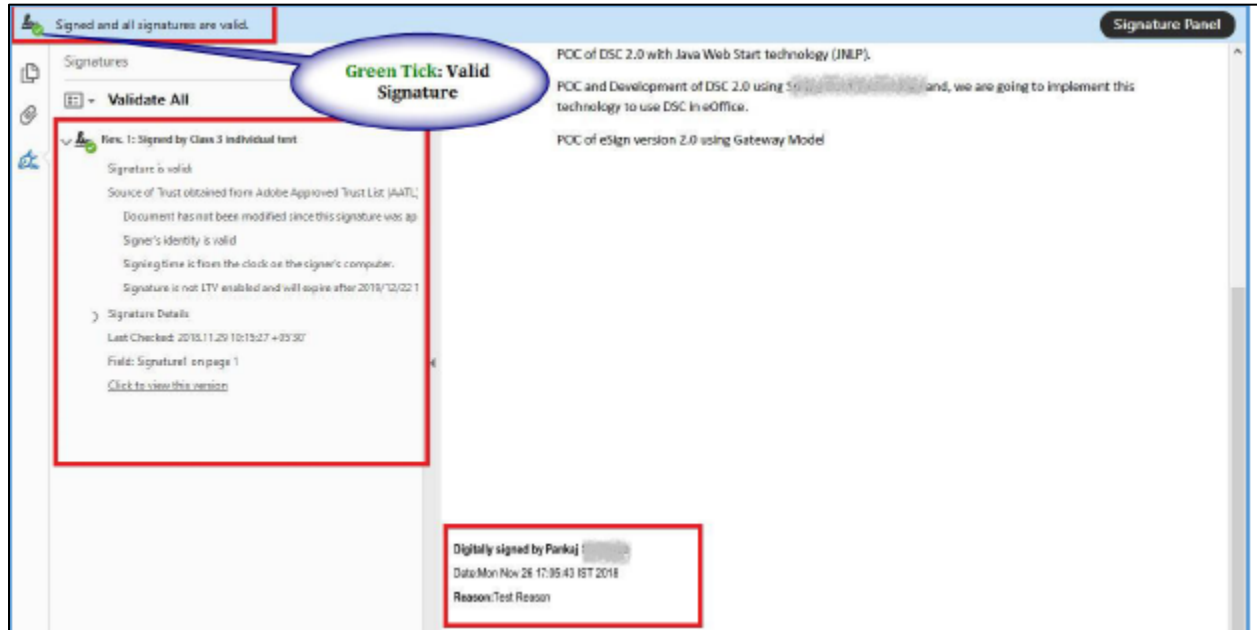 Signed and all signatures are valid.
Signature Panel
Signatures
Validate All
Green Tick: Valid
Signature
Rev. 1: Signed by Class 3 individual test
Signature is valid:
Source of Trust obtained from Adobe Approved Trust List (AATL)
Document has not been modified since this signature was ap
Signer's identity is valid
Signing time is from the clock on the signer's computer.
Signature is not LTV enabled and will expire after 2019/12/22 1
Signature Details
Last Checked: 2018.11.29 10:15:27 +05'30'
Field: Signature1 on page 1
Click to view this version
POC of DSC 2.0 with Java Web Start technology (JNLP).
POC and Development of DSC 2.0 using and, we are going to implement this
technology to use DSC in eOffice.
POC of eSign version 2.0 using Gateway Model
Digitally signed by Pankaj
Date:Mon Nov 26 17:05:43 IST 2018
Reason:Test Reason